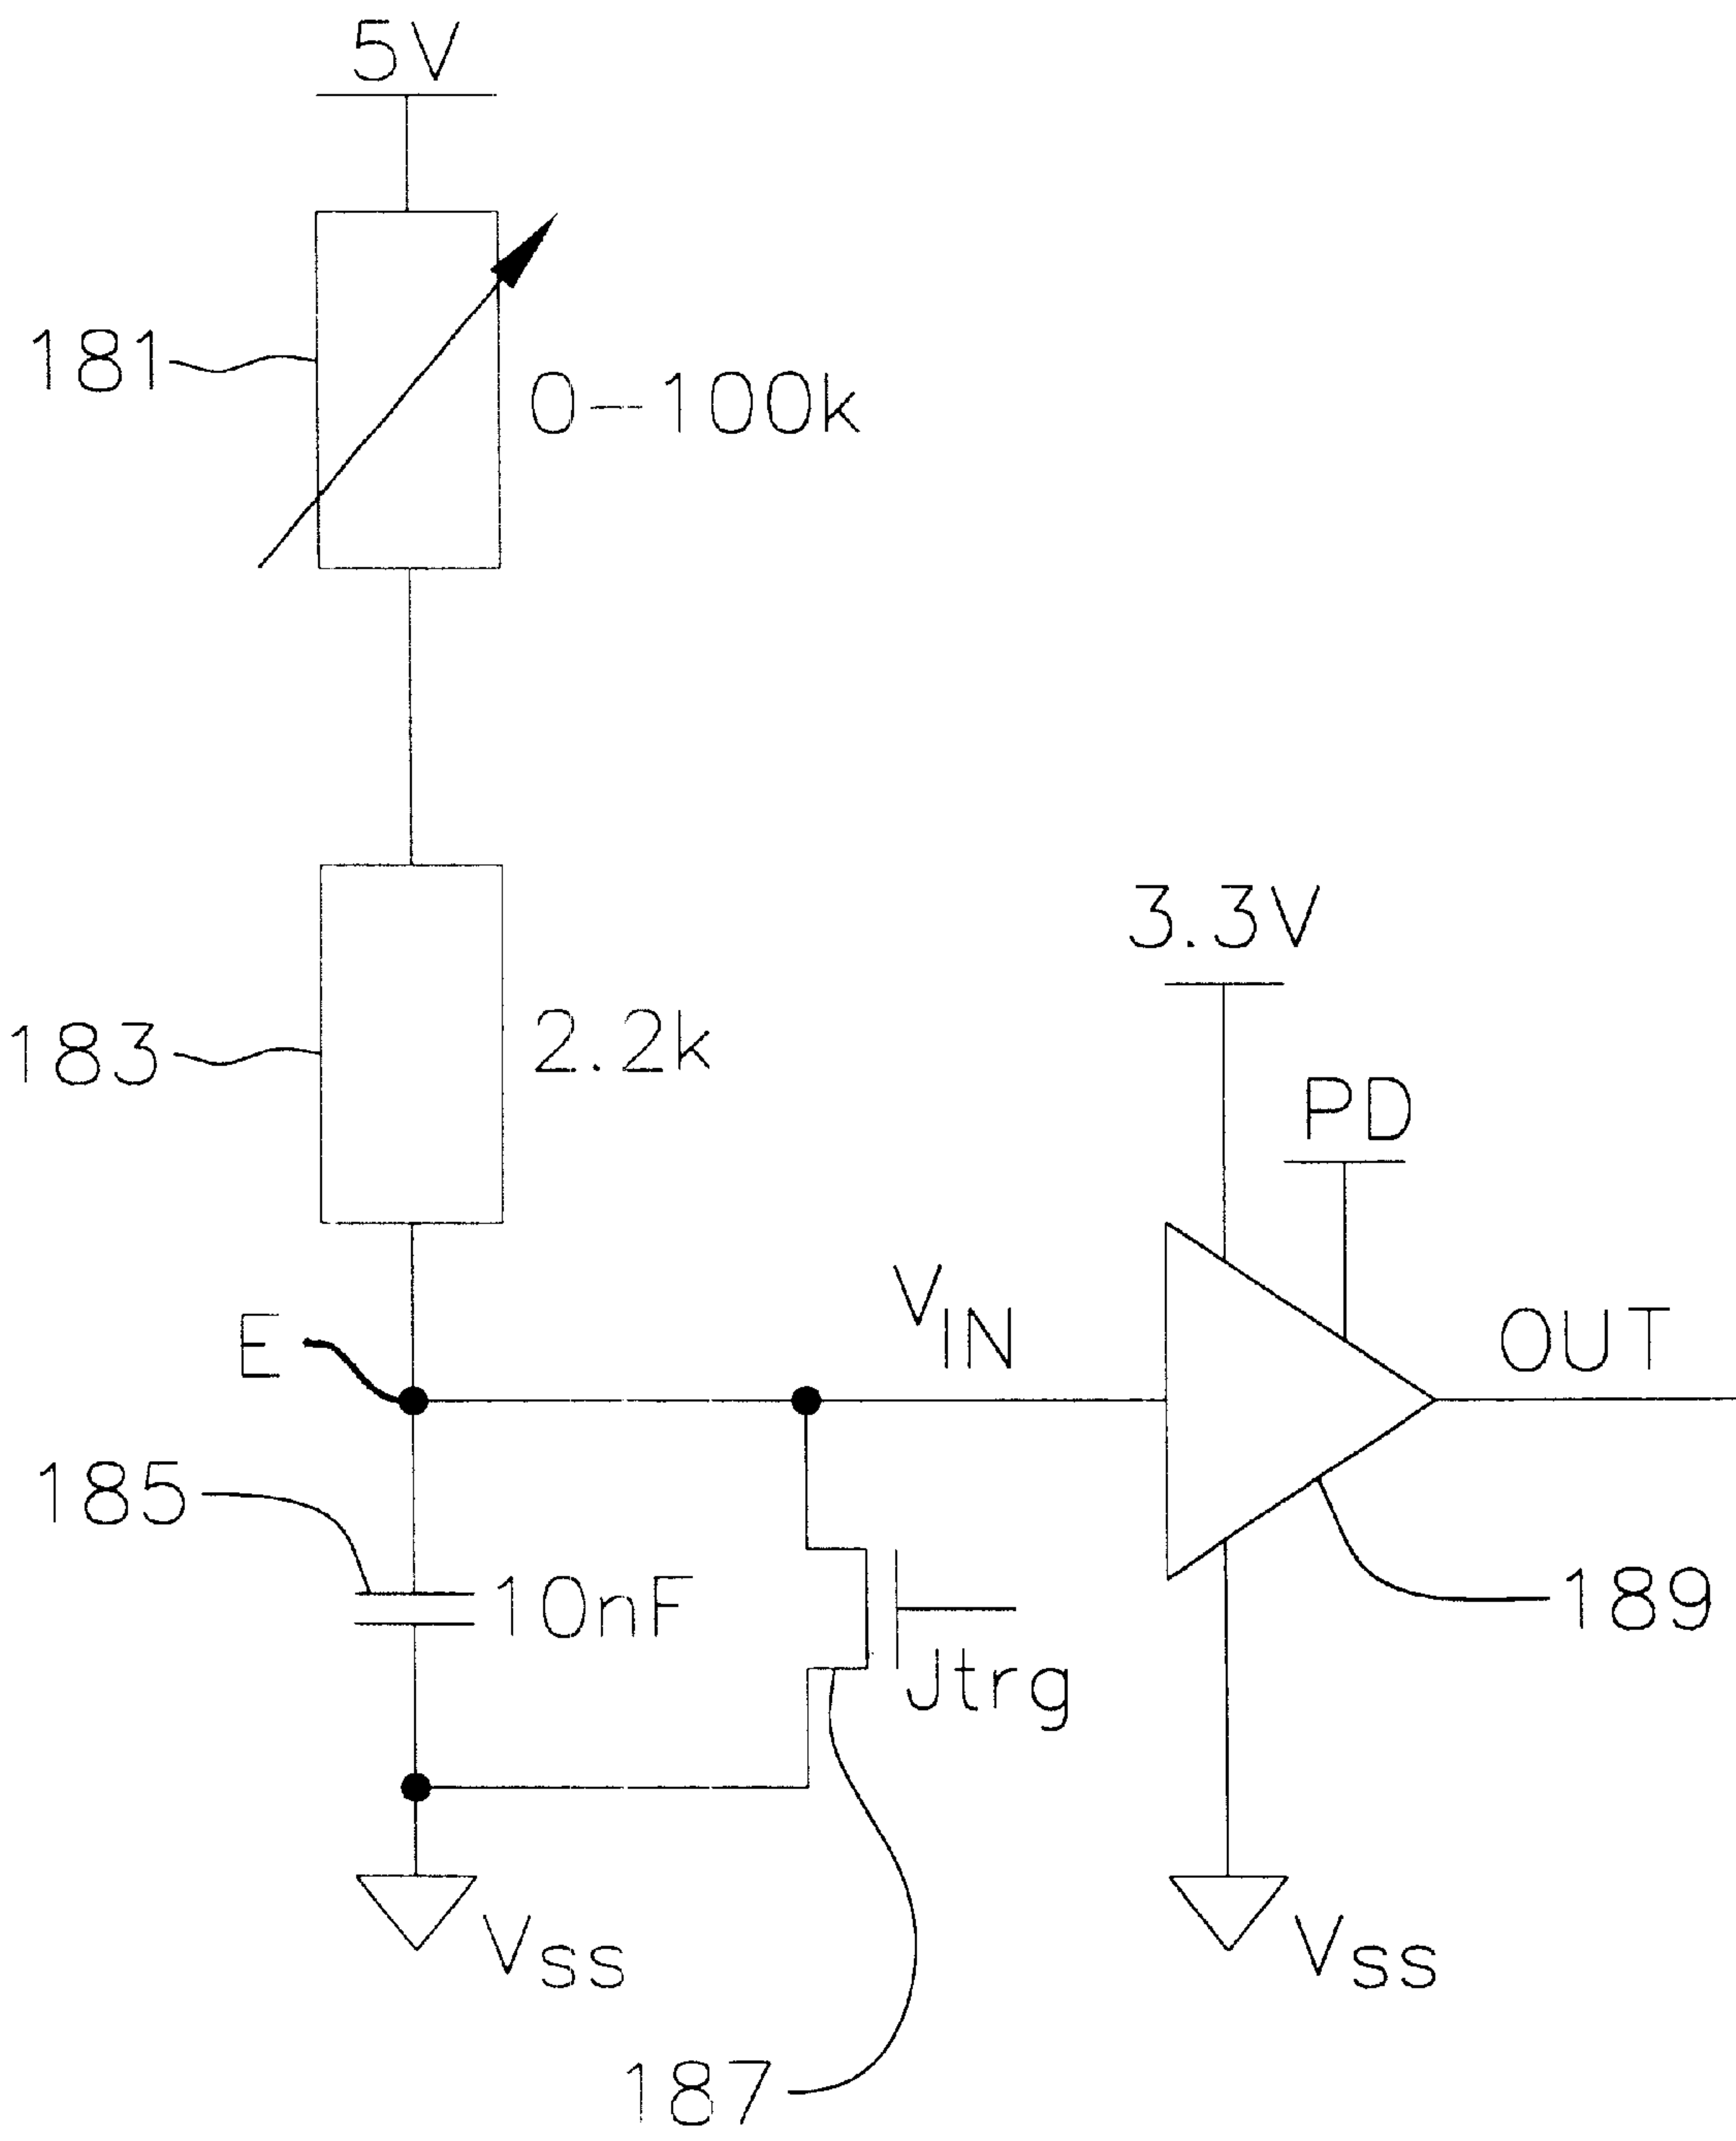 5V
181
0-100k
183
2.2k
3.3V
PD
E
VIN
OUT
185
10nF
Jtrg
189
VSS
VSS
187